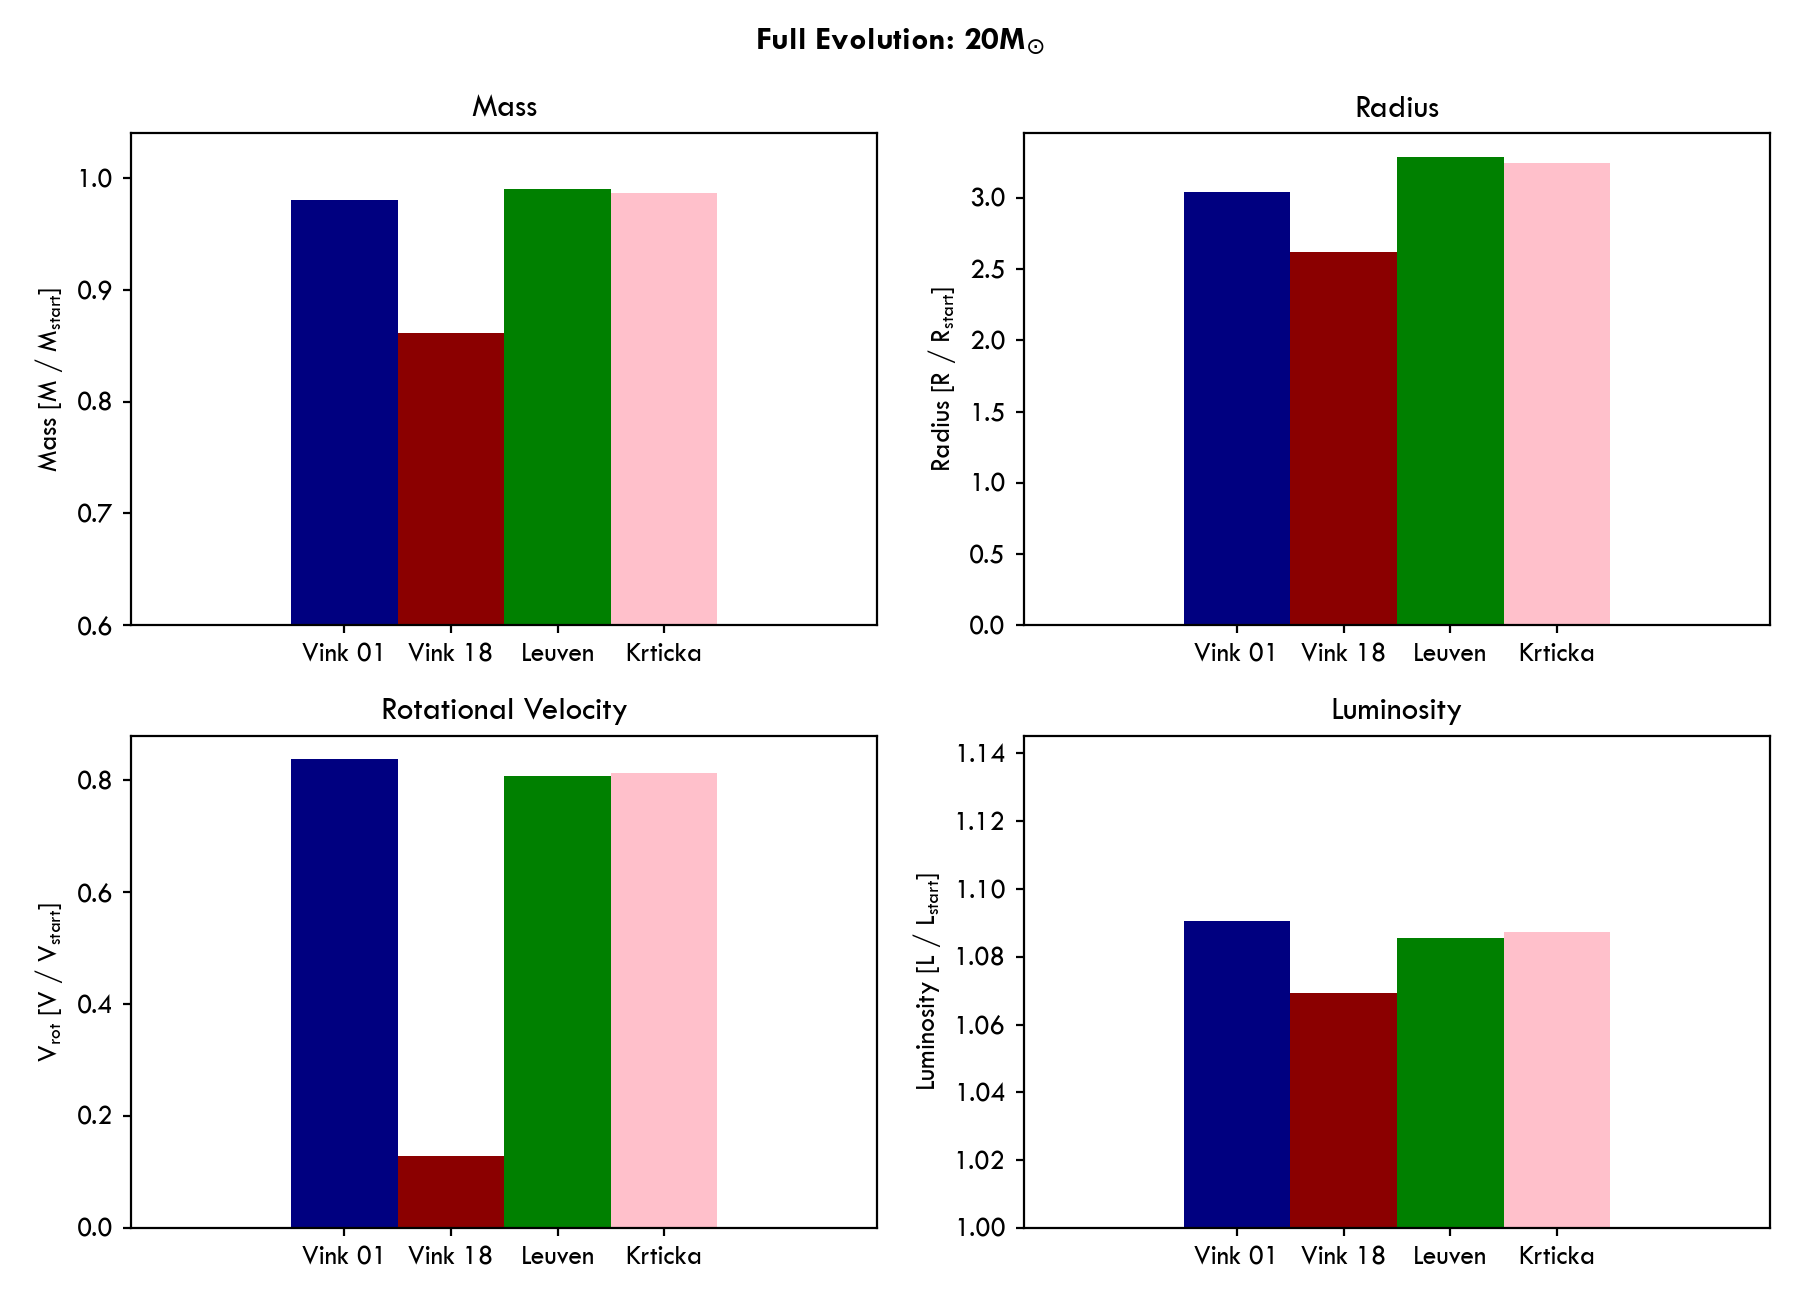 Full Evolution: 20M☉
Mass
Mass [M / Mstart]
1.0
0.9
0.8
0.7
0.6
Vink 01 Vink 18 Leuven Krticka
Radius
Radius [R / Rstart]
3.0
2.5
2.0
1.5
1.0
0.5
0.0
Vink 01 Vink 18 Leuven Krticka
Rotational Velocity
Vrot [V / Vstart]
0.8
0.6
0.4
0.2
0.0
Vink 01 Vink 18 Leuven Krticka
Luminosity
Luminosity [L / Lstart]
1.14
1.12
1.10
1.08
1.06
1.04
1.02
1.00
Vink 01 Vink 18 Leuven Krticka